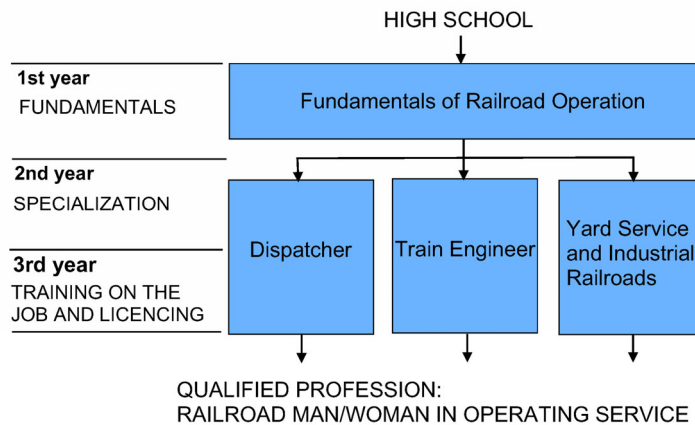 HIGH SCHOOL
1st year
FUNDAMENTALS
Fundamentals of Railroad Operation
2nd year
SPECIALIZATION
Dispatcher
Train Engineer
Yard Service
and Industrial
Railroads
3rd year
TRAINING ON THE
JOB AND LICENCING
QUALIFIED PROFESSION:
RAILROAD MAN/WOMAN IN OPERATING SERVICE